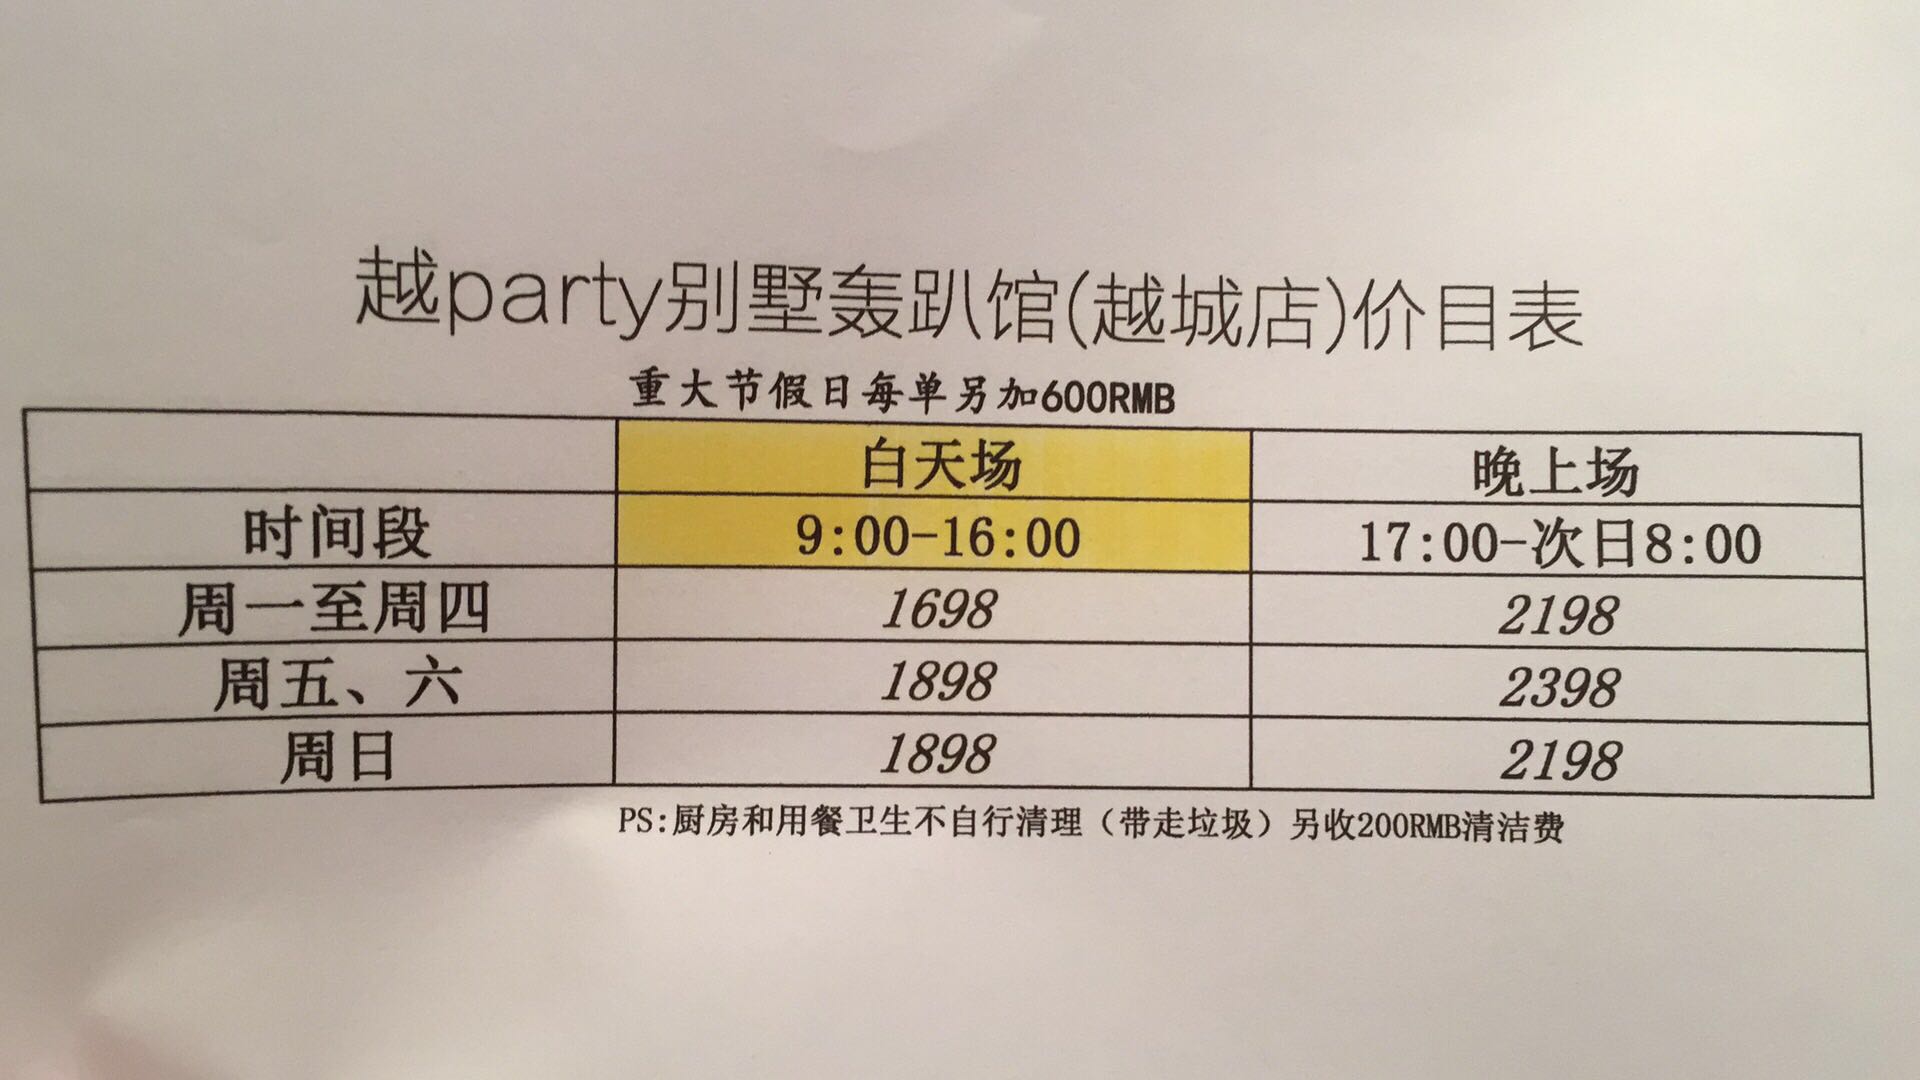 越party别墅轰趴馆(越城店)价目表
重大节假日每单另加600RMB
白天场 晚上场
时间段 9:00-16:00 17:00-次日8:00
周一至周四 1698 2198
周五、六 1898 2398
周日 1898 2198
PS:厨房和用餐卫生不自行清理（带走垃圾）另收200RMB清洁费